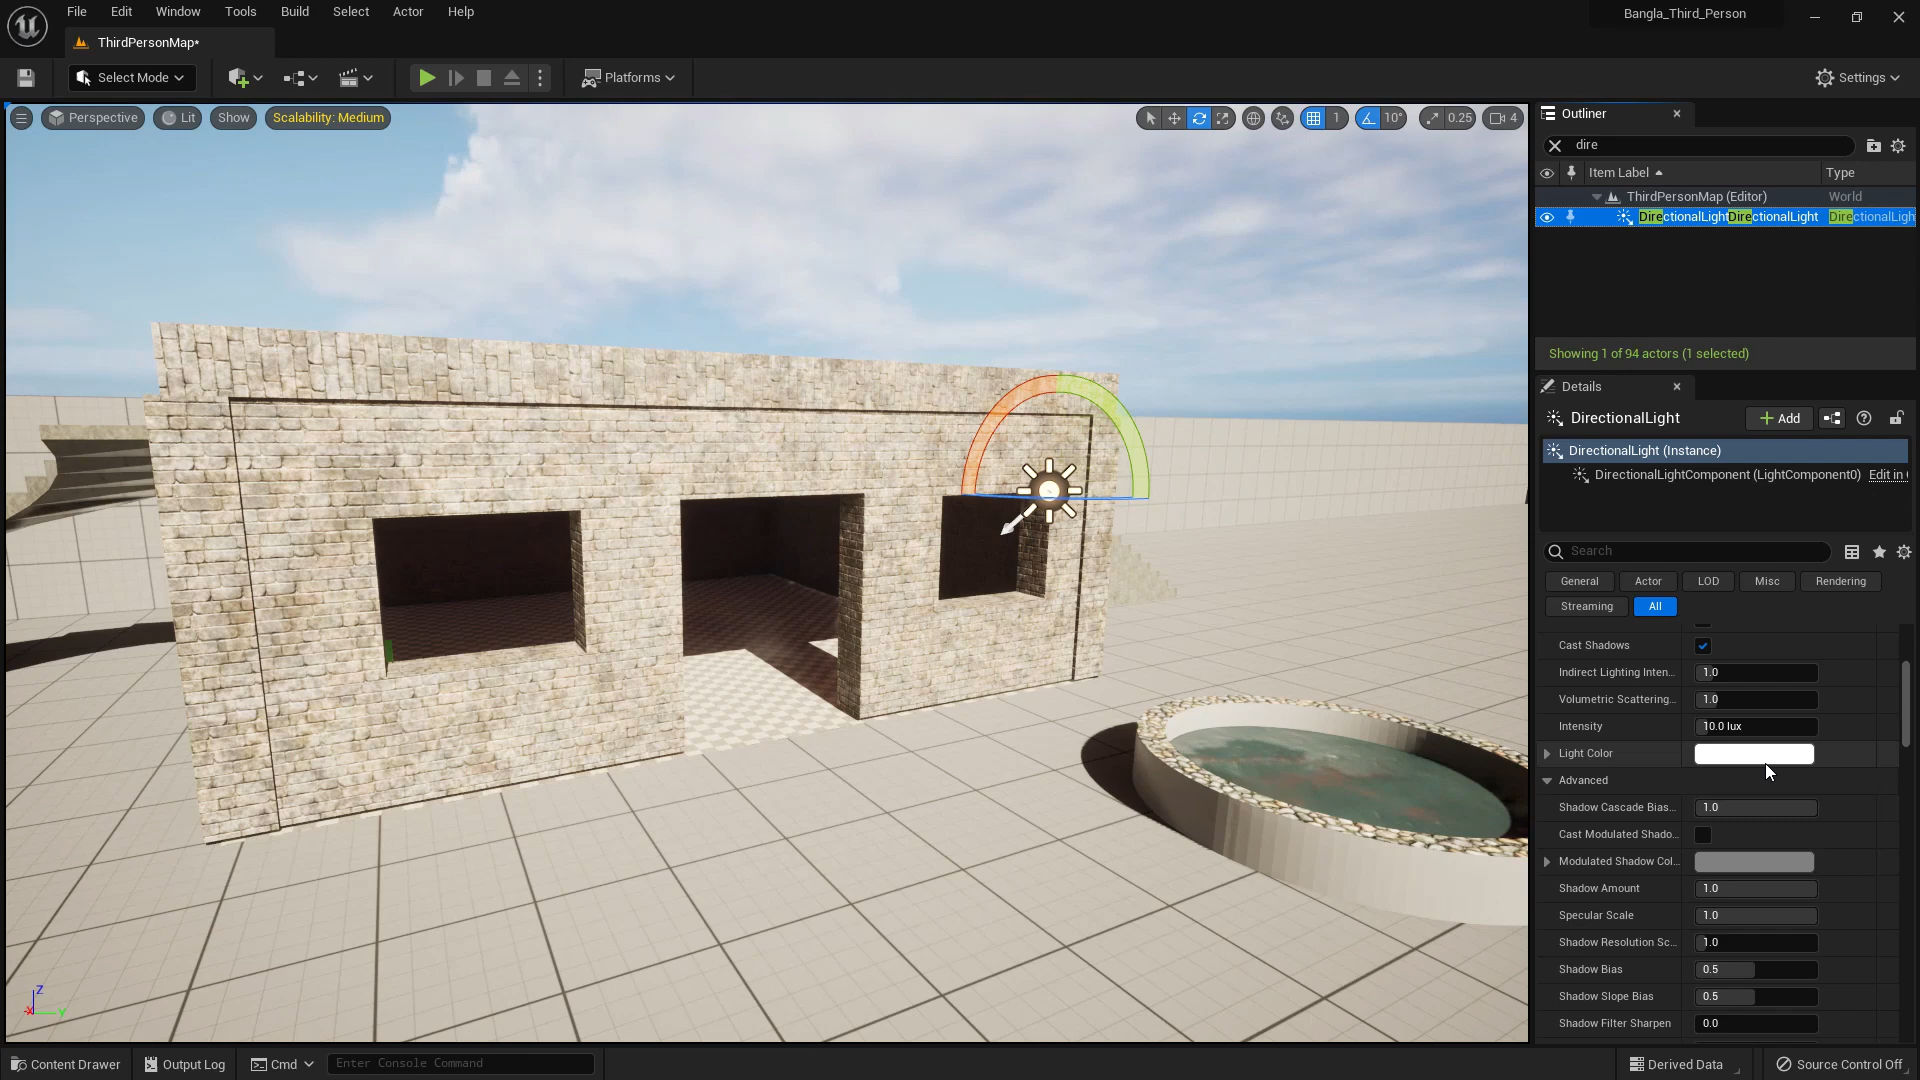 File Edit Window Tools Build Select Actor Help
Bangla_Third_Person
ThirdPersonMap*
Select Mode
Platforms
Settings
Perspective
Lit
Show
Scalability: Medium
1
10°
0.25
4
Outliner
dire
Item Label
Type
ThirdPersonMap (Editor)
World
DirectionalLightDirectionalLight
DirectionalLigh
Showing 1 of 94 actors (1 selected)
Details
DirectionalLight
Add
DirectionalLight (Instance)
DirectionalLightComponent (LightComponent0)
Edit in
Search
General
Actor
LOD
Misc
Rendering
Streaming
All
Cast Shadows
Indirect Lighting Inten... 1.0
Volumetric Scattering... 1.0
Intensity 10.0 lux
Light Color
Advanced
Shadow Cascade Bias... 1.0
Cast Modulated Shado...
Modulated Shadow Col...
Shadow Amount 1.0
Specular Scale 1.0
Shadow Resolution Sc... 1.0
Shadow Bias 0.5
Shadow Slope Bias 0.5
Shadow Filter Sharpen 0.0
Z
X
Y
Content Drawer
Output Log
Cmd
Enter Console Command
Derived Data
Source Control Off